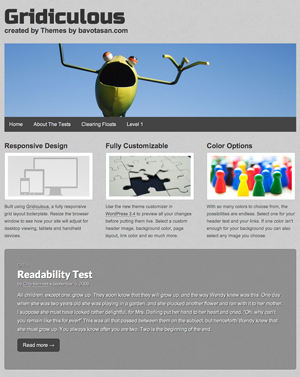 Gridiculous
created by Themes by bavotasan.com
Home About The Tests Clearing Floats Level 1
Responsive Design
Built using Gridiculous, a fully responsive
grid layout boilerplate. Resize the browser
window to see how your site will adjust for
desktop viewing, tablets and handheld
devices.
Fully Customizable
Use the new theme customizer in
WordPress 3.4 to preview all your changes
before putting them live. Select a custom
header image, background color, page
layout, link color and so much more.
Color Options
With so many colors to choose from, the
possibilities are endless. Select one for your
header text and your links. If one color isn't
enough for your background you can also
select any image you choose.
Readability Test
All children, except one, grow up. They soon know that they will grow up, and the way Wendy knew was this. One day
when she was two years old she was playing in a garden, and she plucked another flower and ran with it to her mother.
I suppose she must have looked rather delightful, for Mrs. Darling put her hand to her heart and cried, "Oh, why can't
you remain like this for ever!" This was all that passed between them on the subject, but henceforth Wendy knew that
she must grow up. You always know after you are two. Two is the beginning of the end.
Read more →